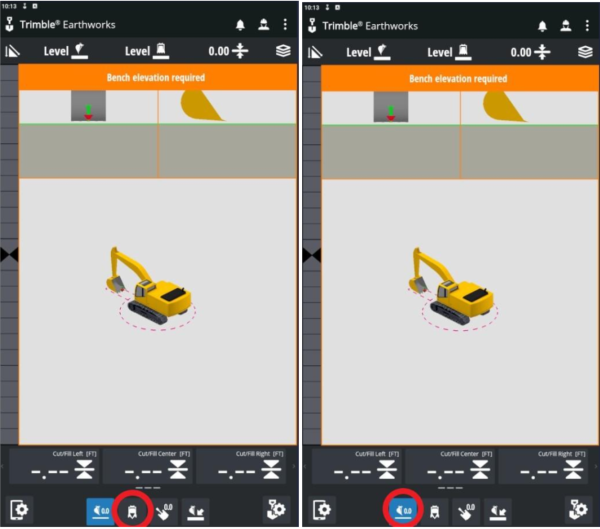 10:13
Trimble® Earthworks
Level Level 0.00
Bench elevation required
Cut/Fill Left [FT] Cut/Fill Center [FT] Cut/Fill Right [FT]
-.-- -.-- -.--
0.0 0.0
10:13
Trimble® Earthworks
Level Level 0.00
Bench elevation required
Cut/Fill Left [FT] Cut/Fill Center [FT] Cut/Fill Right [FT]
-.-- -.-- -.--
0.0 0.0